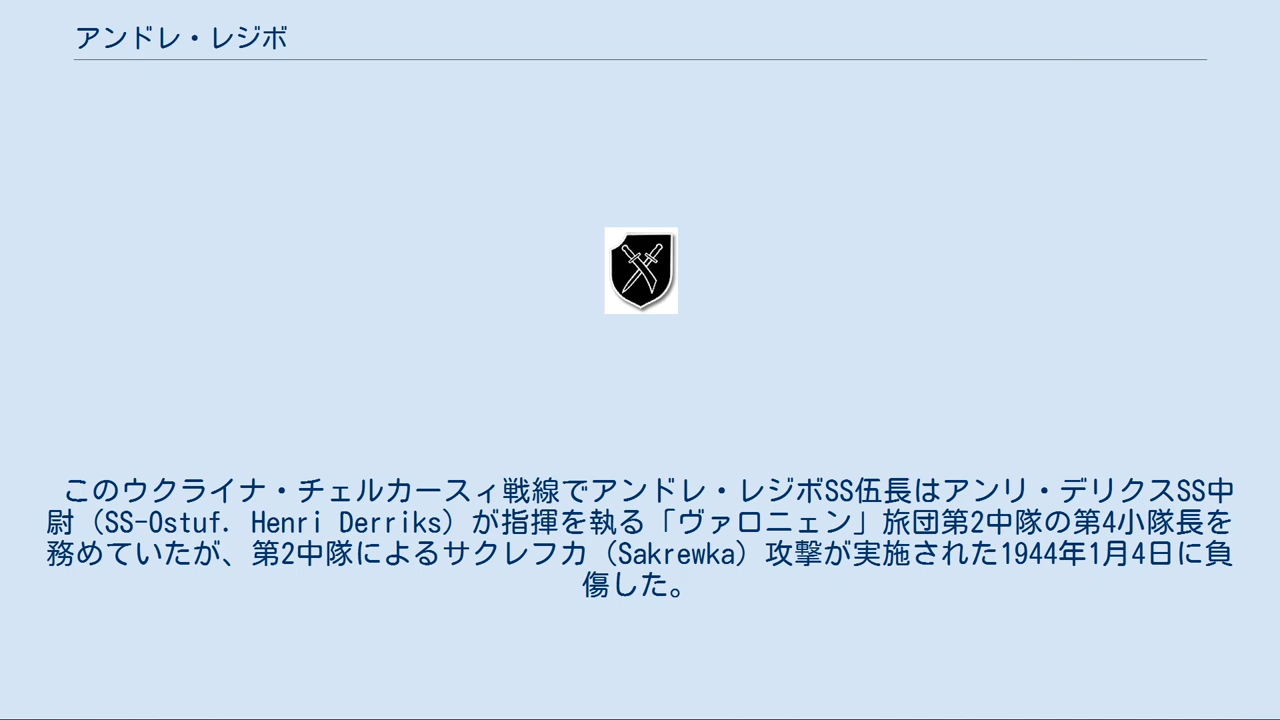 アンドレ・レジボ
このウクライナ・チェルカースィ戦線でアンドレ・レジボSS伍長はアンリ・デリクスSS中
尉（SS-Ostuf. Henri Derriks）が指揮を執る「ヴァロニェン」旅団第2中隊の第4小隊長を
務めていたが、第2中隊によるサクレフカ（Sakrewka）攻撃が実施された1944年1月4日に負
傷した。